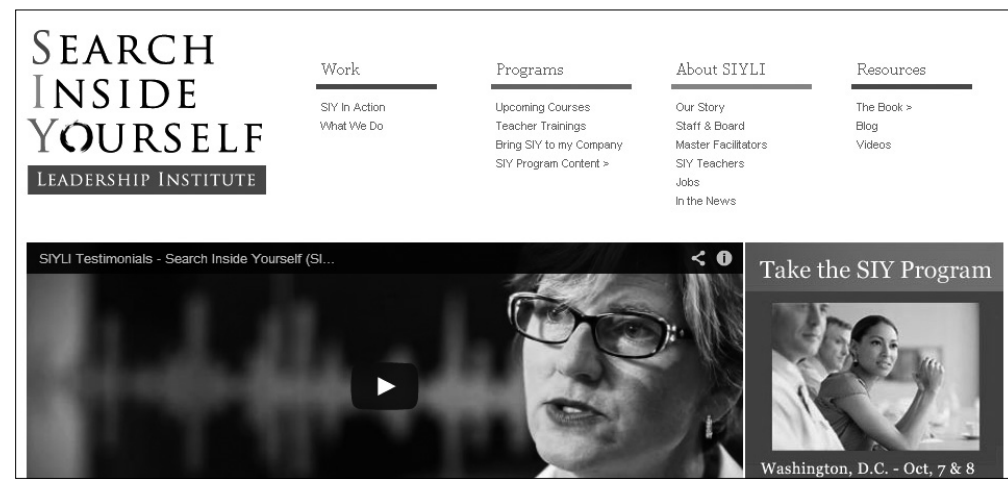 SEARCH
INSIDE
YOURSELF
LEADERSHIP INSTITUTE
Work
SIY In Action
What We Do
Programs
Upcoming Courses
Teacher Trainings
Bring SIY to my Company
SIY Program Content >
About SIYLI
Our Story
Staff & Board
Master Facilitators
SIY Teachers
Jobs
In the News
Resources
The Book >
Blog
Videos
SIYLI Testimonials - Search Inside Yourself (SI...
Take the SIY Program
Washington, D.C. - Oct, 7 & 8